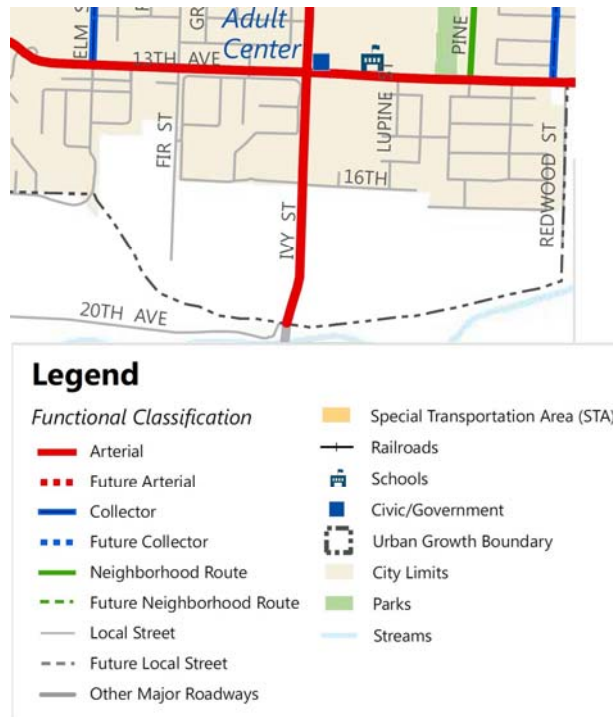 ELM S
GR
Adult
Center
PINE
13TH AVE
FIR ST
LUPINE
16TH
IVY ST
REDWOOD ST
20TH AVE
Legend
Functional Classification
Arterial
Future Arterial
Collector
Future Collector
Neighborhood Route
Future Neighborhood Route
Local Street
Future Local Street
Other Major Roadways
Special Transportation Area (STA)
Railroads
Schools
Civic/Government
Urban Growth Boundary
City Limits
Parks
Streams